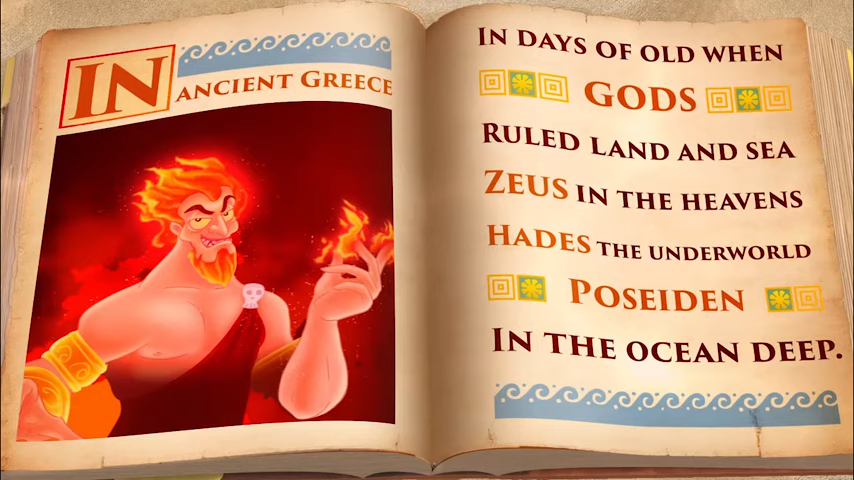 IN ANCIENT GREECE
IN DAYS OF OLD WHEN
GODS
RULED LAND AND SEA
ZEUS IN THE HEAVENS
HADES THE UNDERWORLD
POSEIDEN
IN THE OCEAN DEEP.